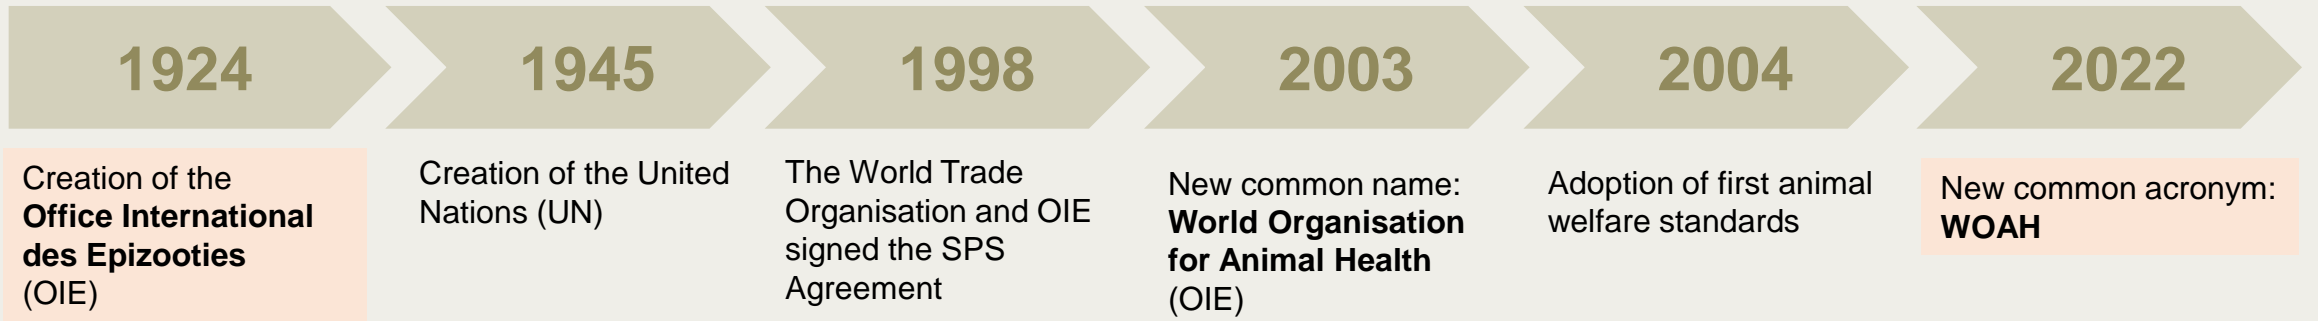 1924
Creation of the
Office International
des Epizooties
(OIE)
1945
Creation of the United
Nations (UN)
1998
The World Trade
Organisation and OIE
signed the SPS
Agreement
2003
New common name:
World Organisation
for Animal Health
(OIE)
2004
Adoption of first animal
welfare standards
2022
New common acronym:
WOAH